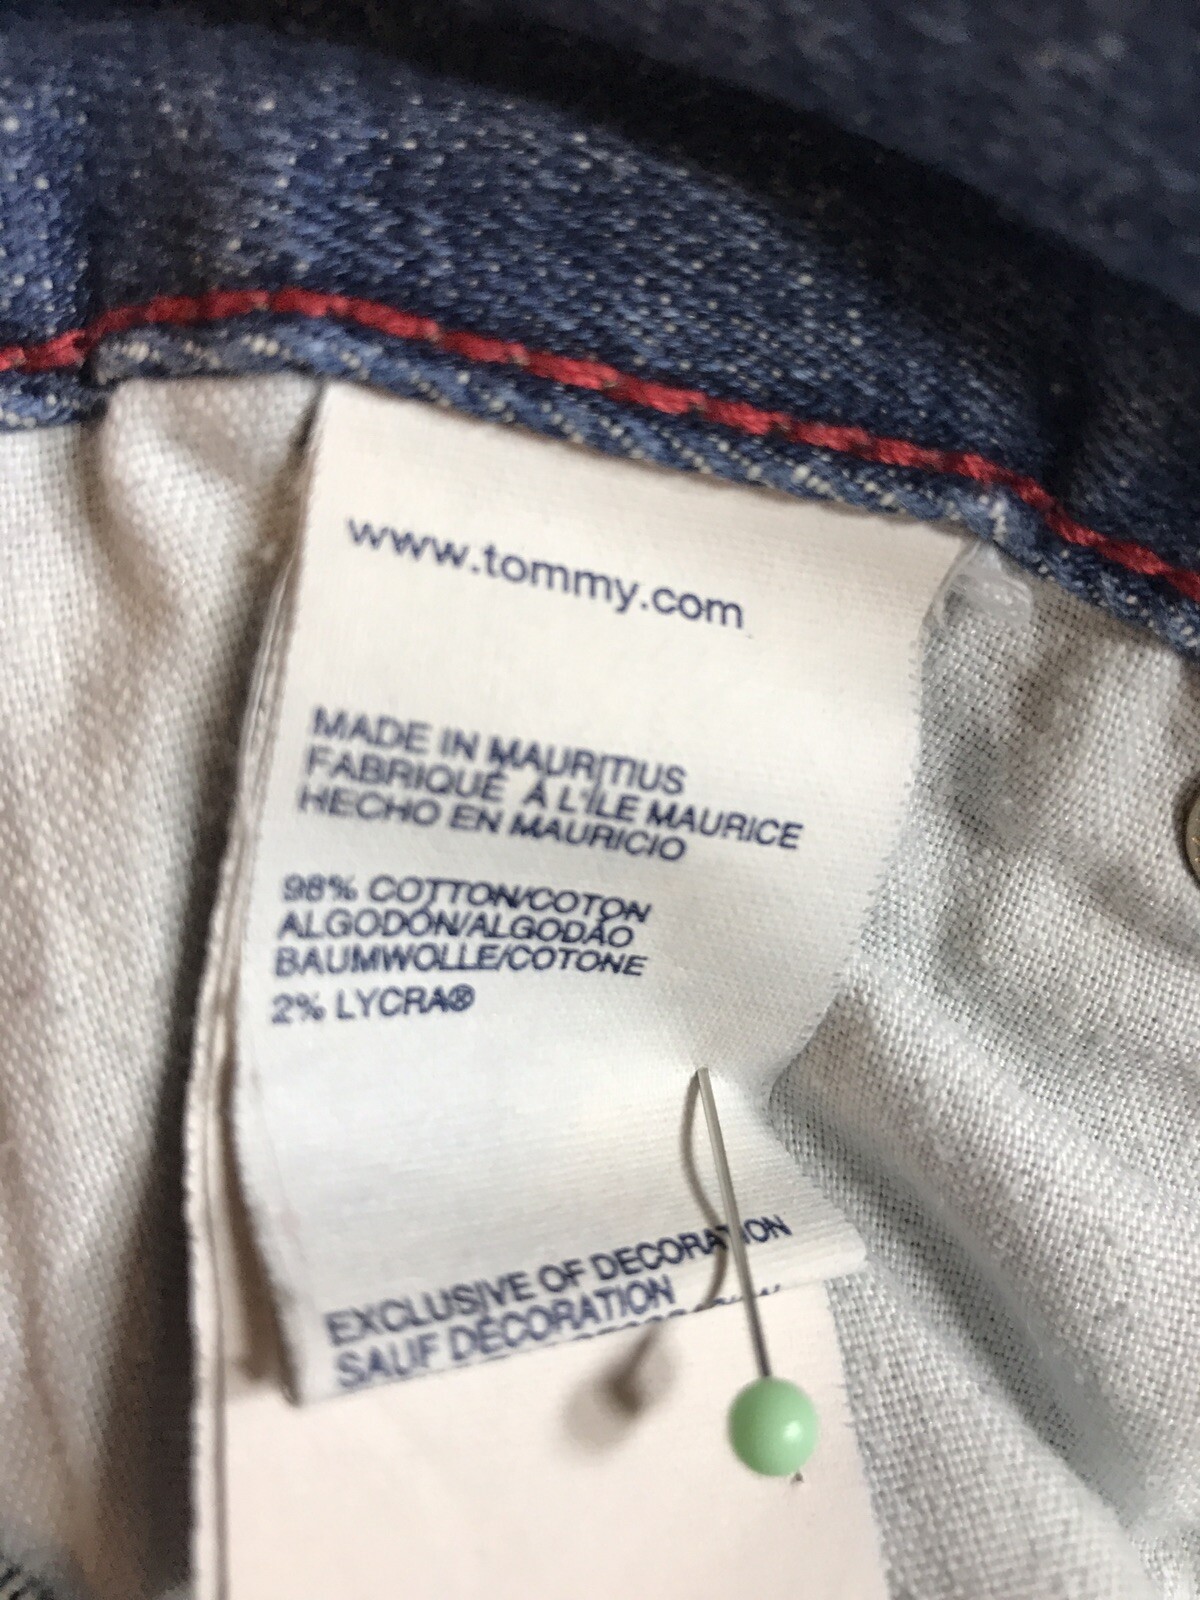 www.tommy.com
MADE IN MAURITIUS
FABRIQUÉ À L'ÎLE MAURICE
HECHO EN MAURICIO
98% COTTON/COTON
ALGODÓN/ALGODÃO
BAUMWOLLE/COTONE
2% LYCRA®
EXCLUSIVE OF DECORATION
SAUF DÉCORATION